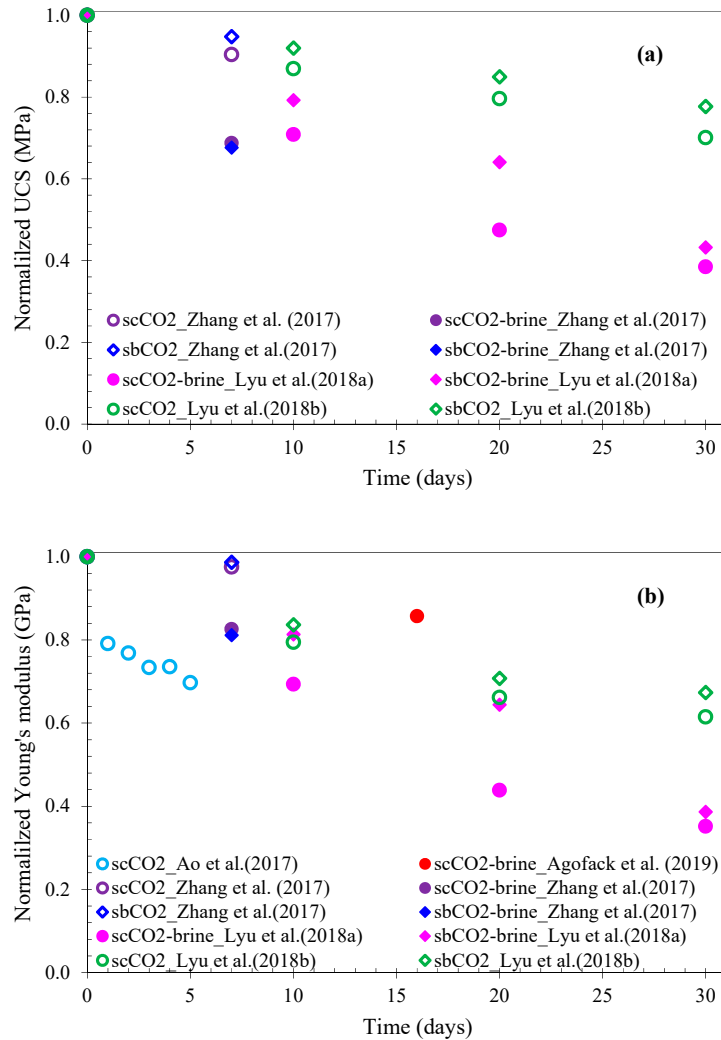 1.0
(a)
0.8
0.6
0.4
0.2
0.0
Normalilzed UCS (MPa)
scCO2_Zhang et al. (2017)
scCO2-brine_Zhang et al.(2017)
sbCO2_Zhang et al.(2017)
sbCO2-brine_Zhang et al.(2017)
scCO2-brine_Lyu et al.(2018a)
sbCO2-brine_Lyu et al.(2018a)
scCO2_Lyu et al.(2018b)
sbCO2_Lyu et al.(2018b)
0 5 10 15 20 25 30
Time (days)
1.0
(b)
0.8
0.6
0.4
0.2
0.0
Normalilzed Young's modulus (GPa)
scCO2_Ao et al.(2017)
scCO2-brine_Agofack et al. (2019)
scCO2_Zhang et al. (2017)
scCO2-brine_Zhang et al.(2017)
sbCO2_Zhang et al.(2017)
sbCO2-brine_Zhang et al.(2017)
scCO2-brine_Lyu et al.(2018a)
sbCO2-brine_Lyu et al.(2018a)
scCO2_Lyu et al.(2018b)
sbCO2_Lyu et al.(2018b)
0 5 10 15 20 25 30
Time (days)